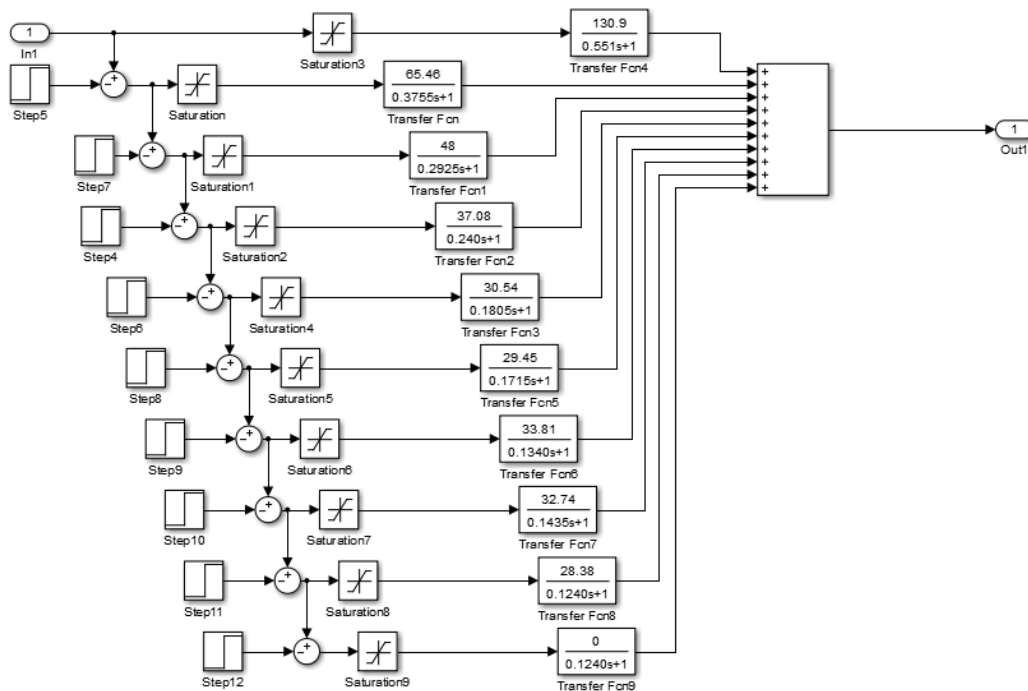 1
In1
Saturation3
130.9
0.551s+1
Transfer Fcn4
Step5
Saturation
65.46
0.3755s+1
Transfer Fcn
Step7
Saturation1
48
0.2925s+1
Transfer Fcn1
Step4
Saturation2
37.08
0.240s+1
Transfer Fcn2
Step6
Saturation4
30.54
0.1805s+1
Transfer Fcn3
Step8
Saturation5
29.45
0.1715s+1
Transfer Fcn5
Step9
Saturation6
33.81
0.1340s+1
Transfer Fcn6
Step10
Saturation7
32.74
0.1435s+1
Transfer Fcn7
Step11
Saturation8
28.38
0.1240s+1
Transfer Fcn8
Step12
Saturation9
0
0.1240s+1
Transfer Fcn9
1
Out1